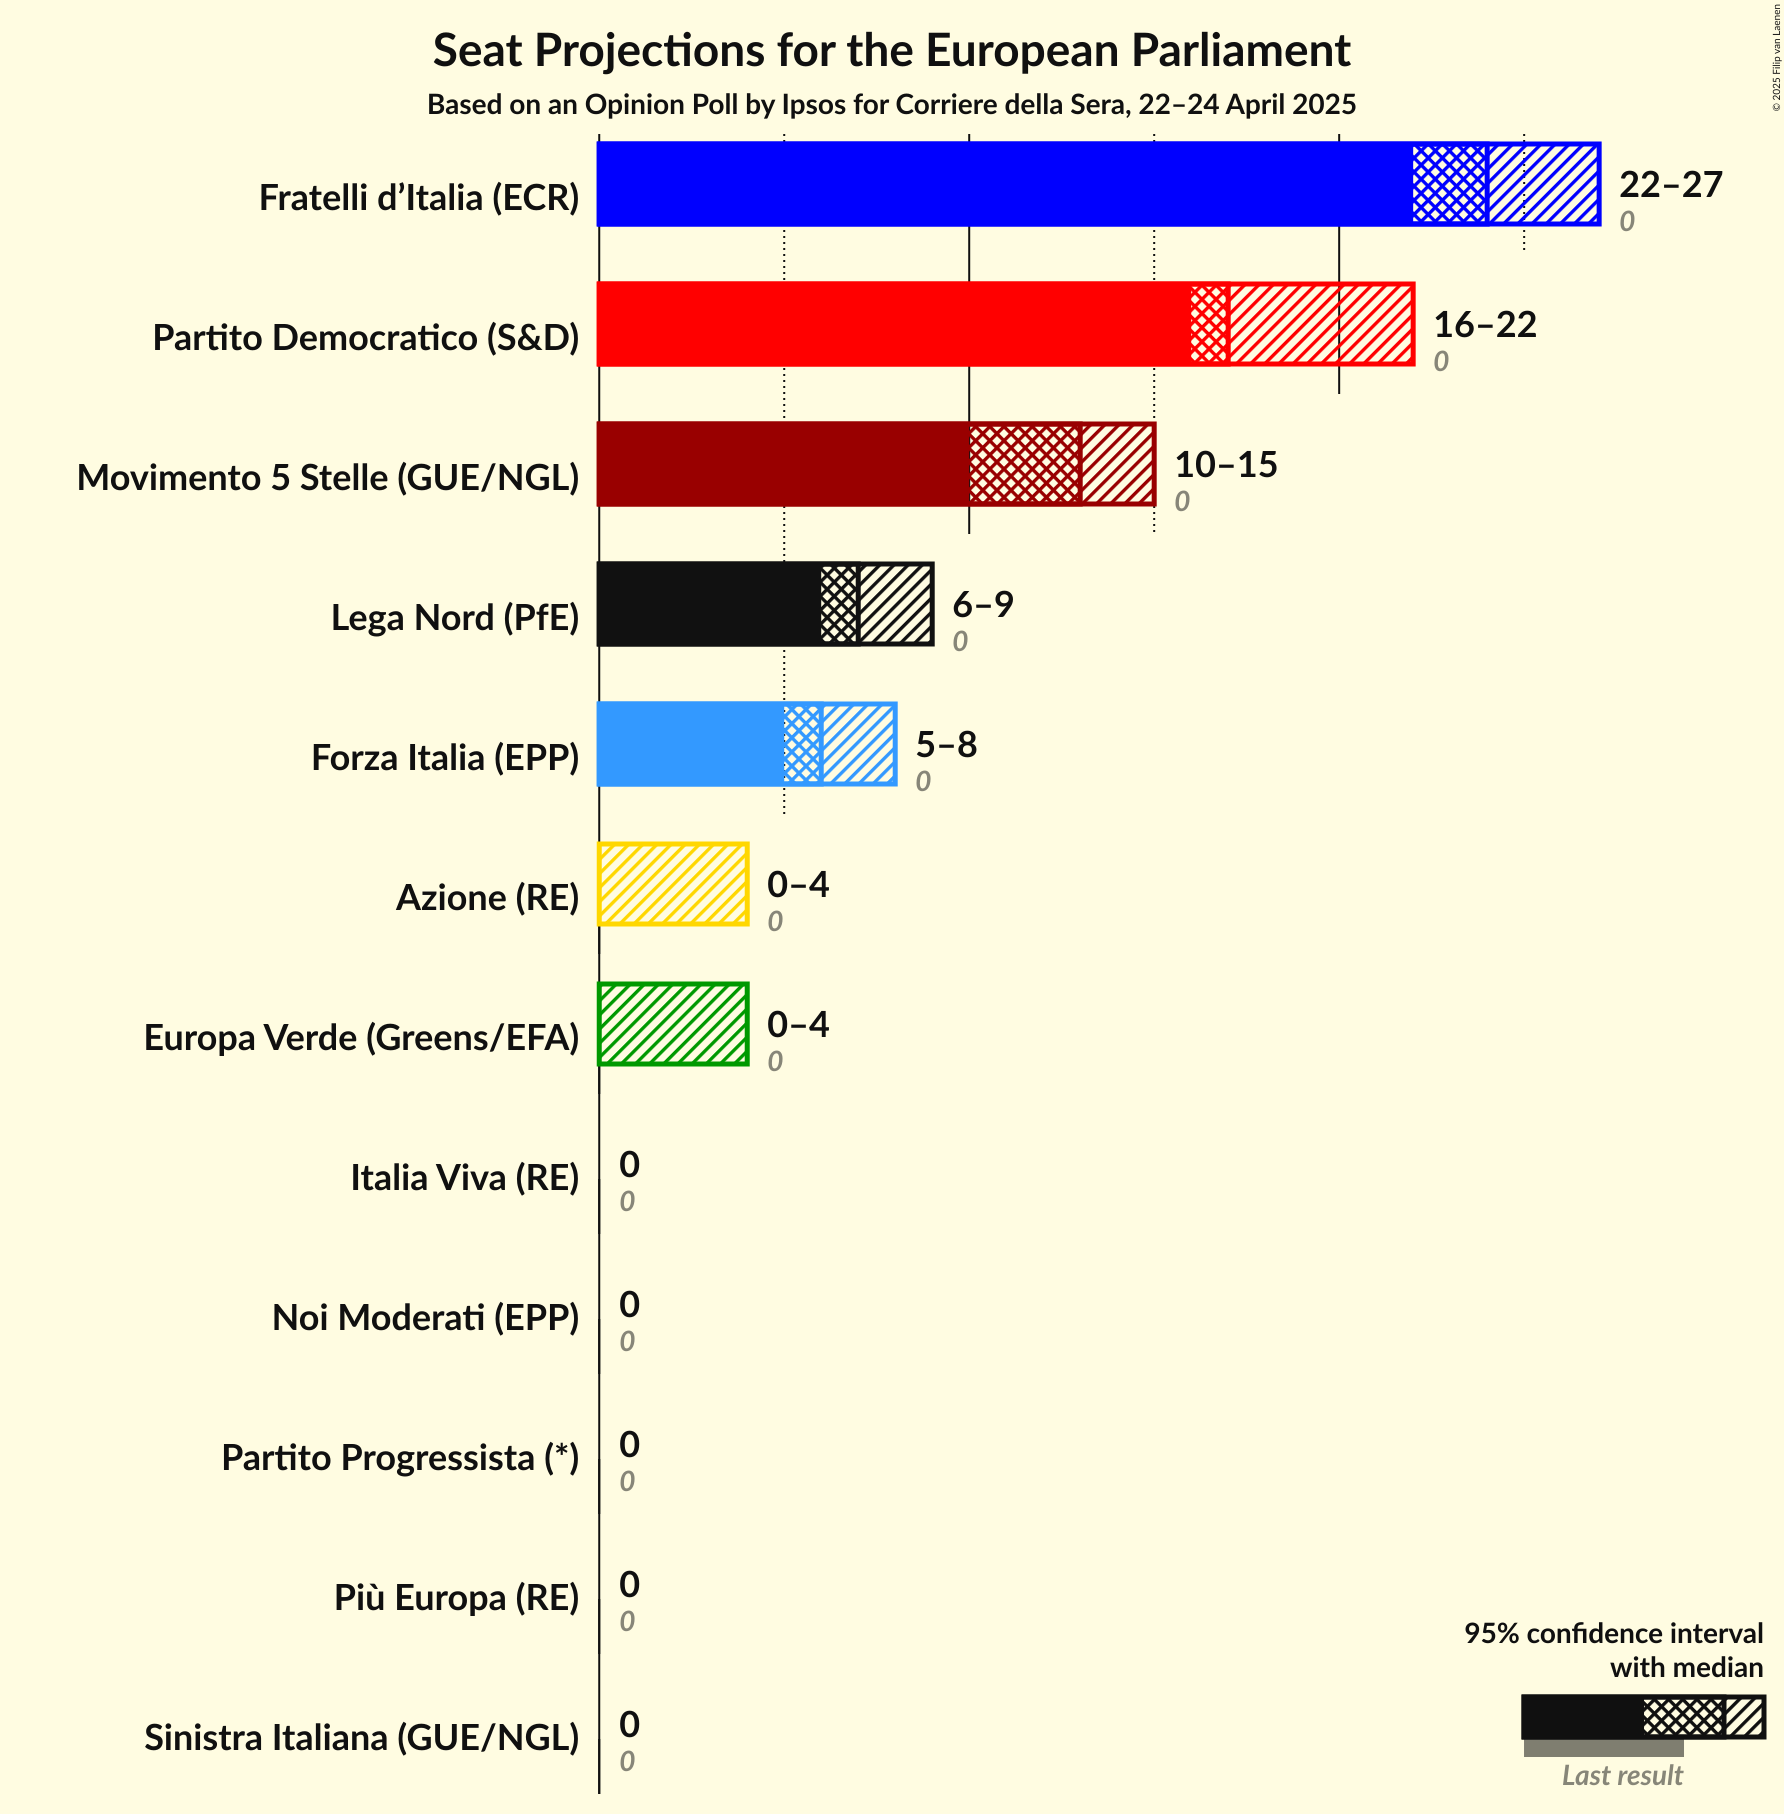 Seat Projections for the European Parliament
Based on an Opinion Poll by Ipsos for Corriere della Sera, 22–24 April 2025
© 2025 Filip van Laenen
Fratelli d’Italia (ECR)
22–27
0
Partito Democratico (S&D)
16–22
0
Movimento 5 Stelle (GUE/NGL)
10–15
0
Lega Nord (PfE)
6–9
0
Forza Italia (EPP)
5–8
0
Azione (RE)
0–4
0
Europa Verde (Greens/EFA)
0–4
0
Italia Viva (RE)
0
0
Noi Moderati (EPP)
0
0
Partito Progressista (*)
0
0
Più Europa (RE)
0
0
Sinistra Italiana (GUE/NGL)
0
0
95% confidence interval
with median
Last result